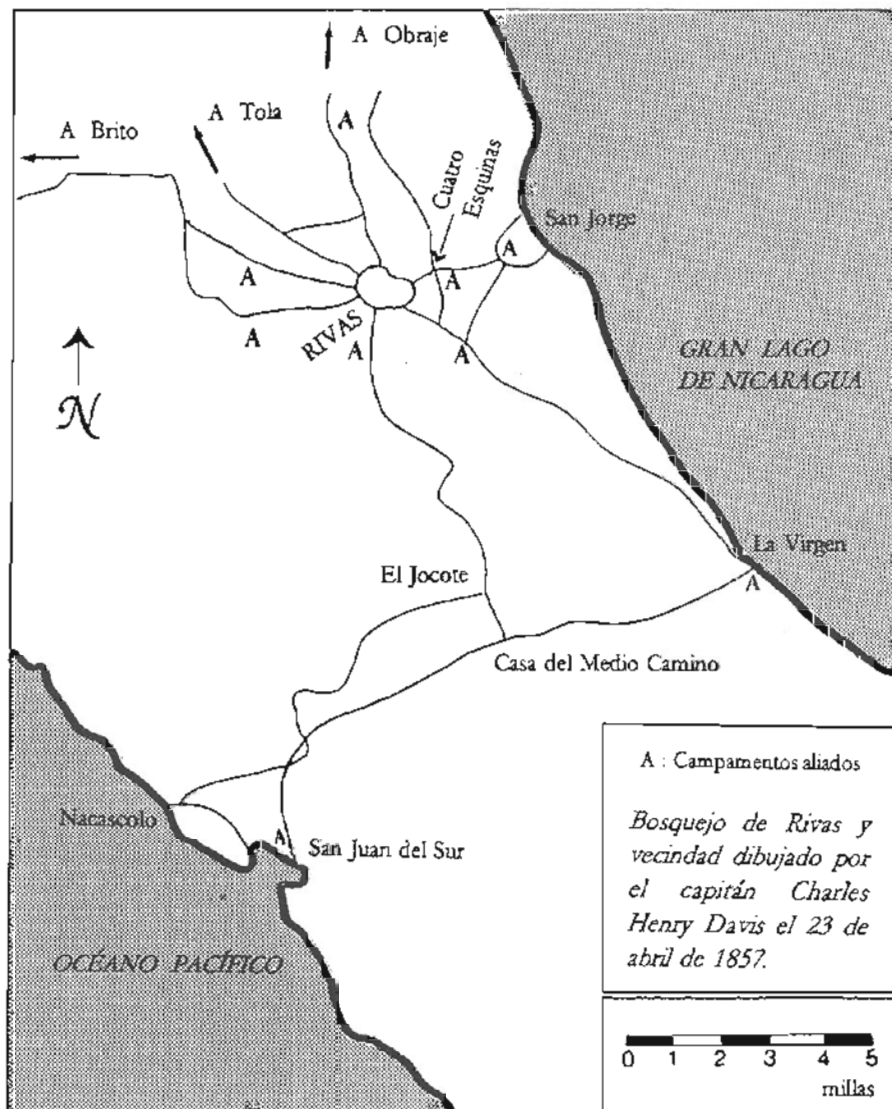 A Obraje
A Tola
A Brito
A
Cuatro
Esquinas
San Jorge
A
A
A
A
RIVAS
A
A
GRAN LAGO
DE NICARAGUA
N
La Virgen
El Jocote
A
Casa del Medio Camino
A : Campamentos aliados
Nacascolo
A
San Juan del Sur
Bosquejo de Rivas y
vecindad dibujado por
el capitán Charles
Henry Davis el 23 de
abril de 1857.
OCÉANO PACÍFICO
0 1 2 3 4 5
millas